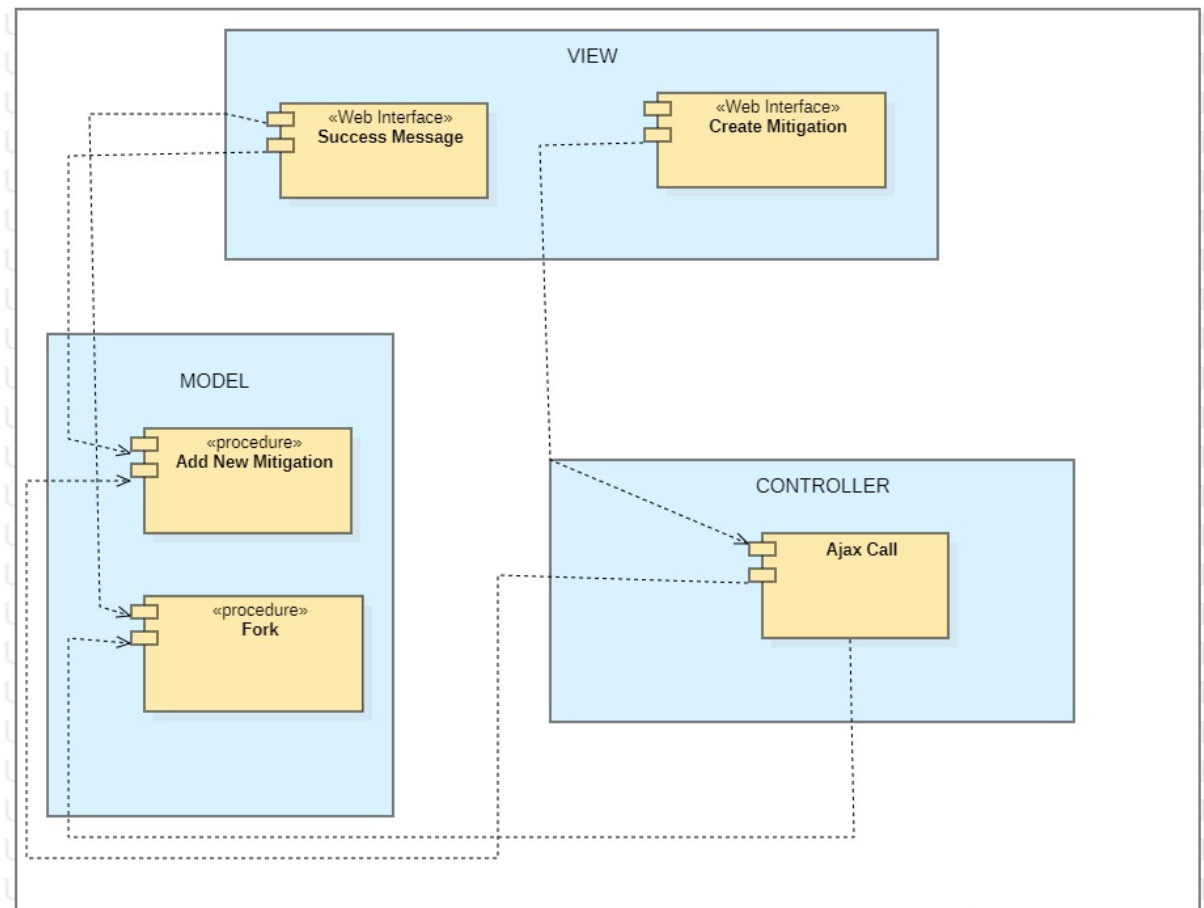 VIEW
«Web Interface»
Success Message
«Web Interface»
Create Mitigation
MODEL
«procedure»
Add New Mitigation
«procedure»
Fork
CONTROLLER
Ajax Call